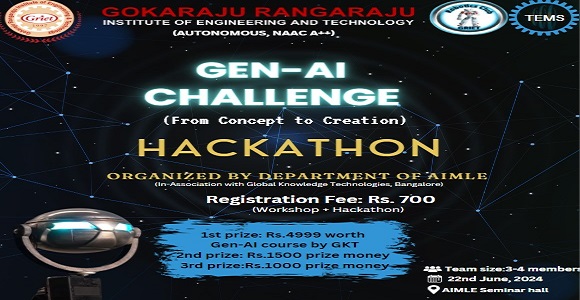 GOKARAJU RANGARAJU
INSTITUTE OF ENGINEERING AND TECHNOLOGY
(AUTONOMOUS, NAAC A++)
Griet
GRIET
TEMS
GEN-AI
CHALLENGE
(From Concept to Creation)
HACKATHON
ORGANIZED BY DEPARTMENT OF AIMLE
(In-Association with Global Knowledge Technologies, Bangalore)
Registration Fee: Rs. 700
(Workshop + Hackathon)
1st prize: Rs.4999 worth
Gen-AI course by GKT
2nd prize: Rs.1500 prize money
3rd prize:Rs.1000 prize money
Team size:3-4 members
22nd June, 2024
AIMLE Seminar hall